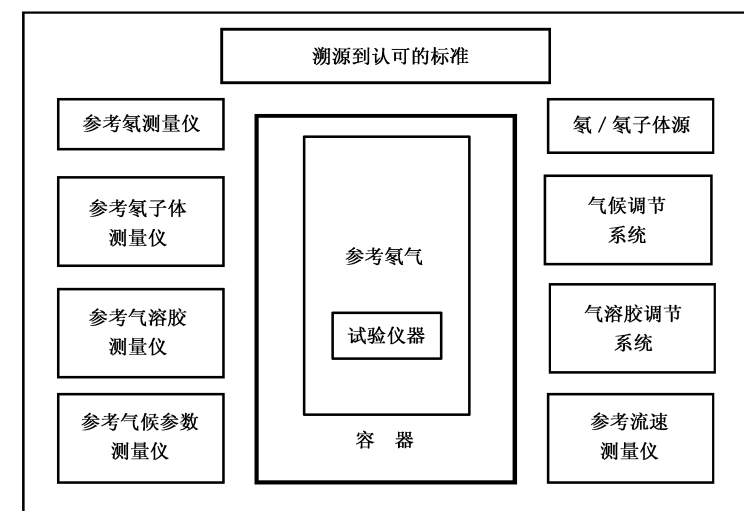 溯源到认可的标准
参考氡测量仪
参考氡子体
测量仪
参考气溶胶
测量仪
参考气候参数
测量仪
参考氡气
试验仪器
容 器
氡／氡子体源
气候调节
系统
气溶胶调节
系统
参考流速
测量仪